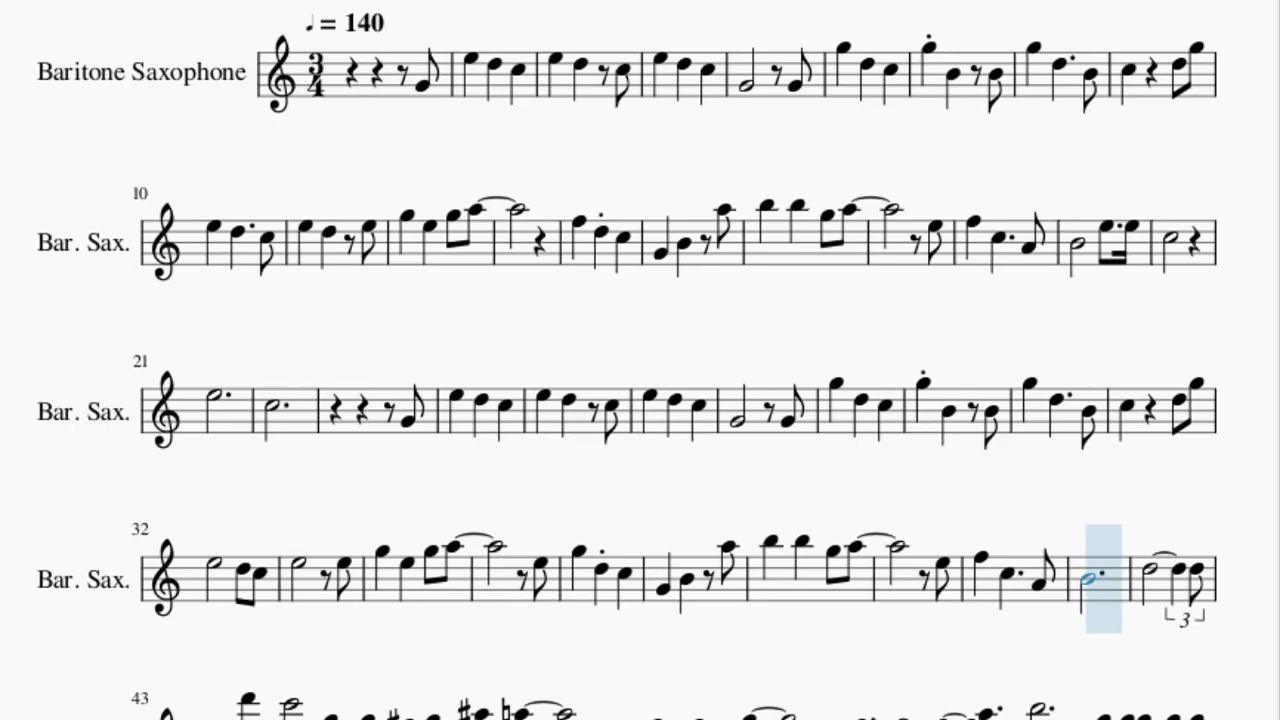 ♩ = 140
Baritone Saxophone 3/4
10
Bar. Sax.
21
Bar. Sax.
32
Bar. Sax.
3
43